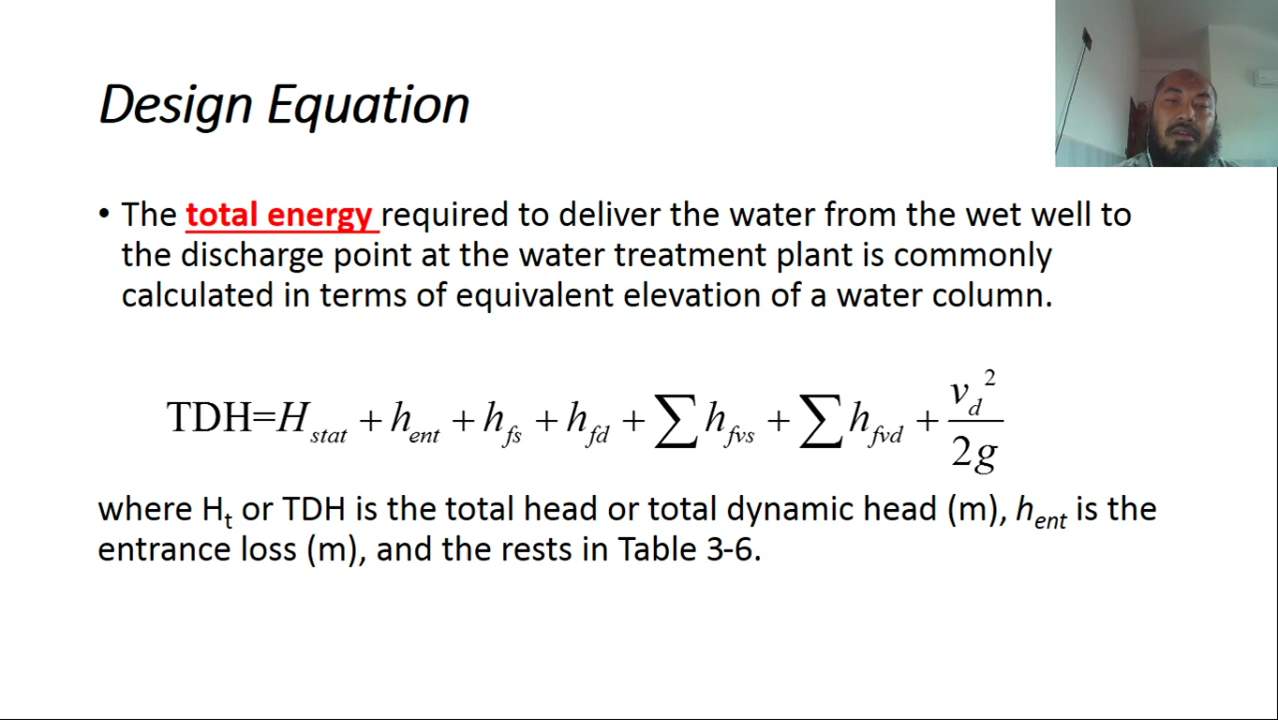 Design Equation
• The total energy required to deliver the water from the wet well to
the discharge point at the water treatment plant is commonly
calculated in terms of equivalent elevation of a water column.
TDH=H_stat + h_ent + h_fs + h_fd + ∑ h_fvs + ∑ h_fvd + v_d² / 2g
where H_t or TDH is the total head or total dynamic head (m), h_ent is the
entrance loss (m), and the rests in Table 3-6.